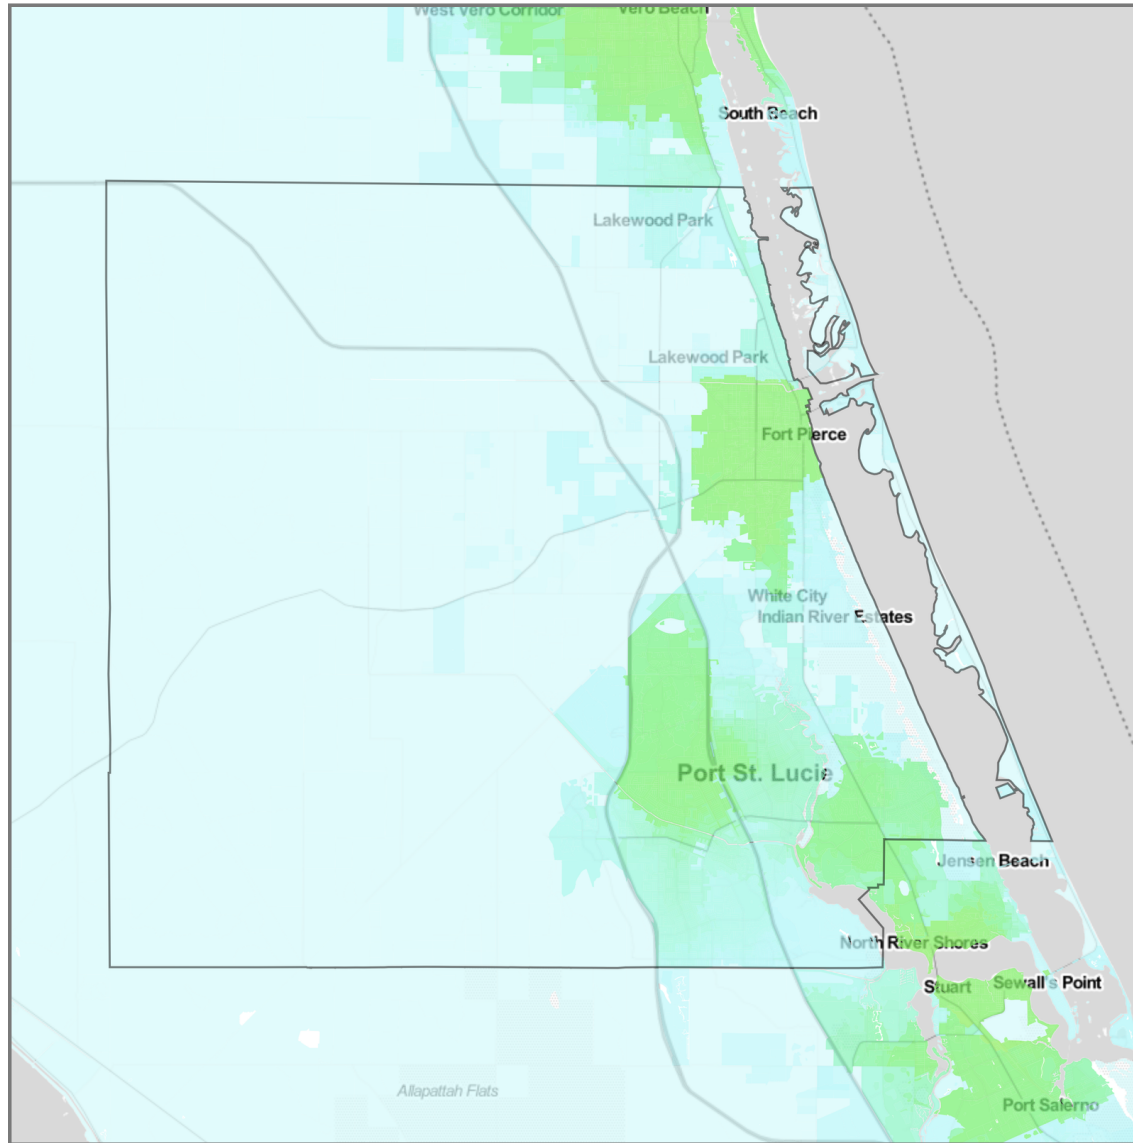 West Vero Corridor
Vero Beach
South Beach
Lakewood Park
Lakewood Park
Fort Pierce
White City
Indian River Estates
Port St. Lucie
Jensen Beach
North River Shores
Stuart
Sewall's Point
Allapattah Flats
Port Salerno